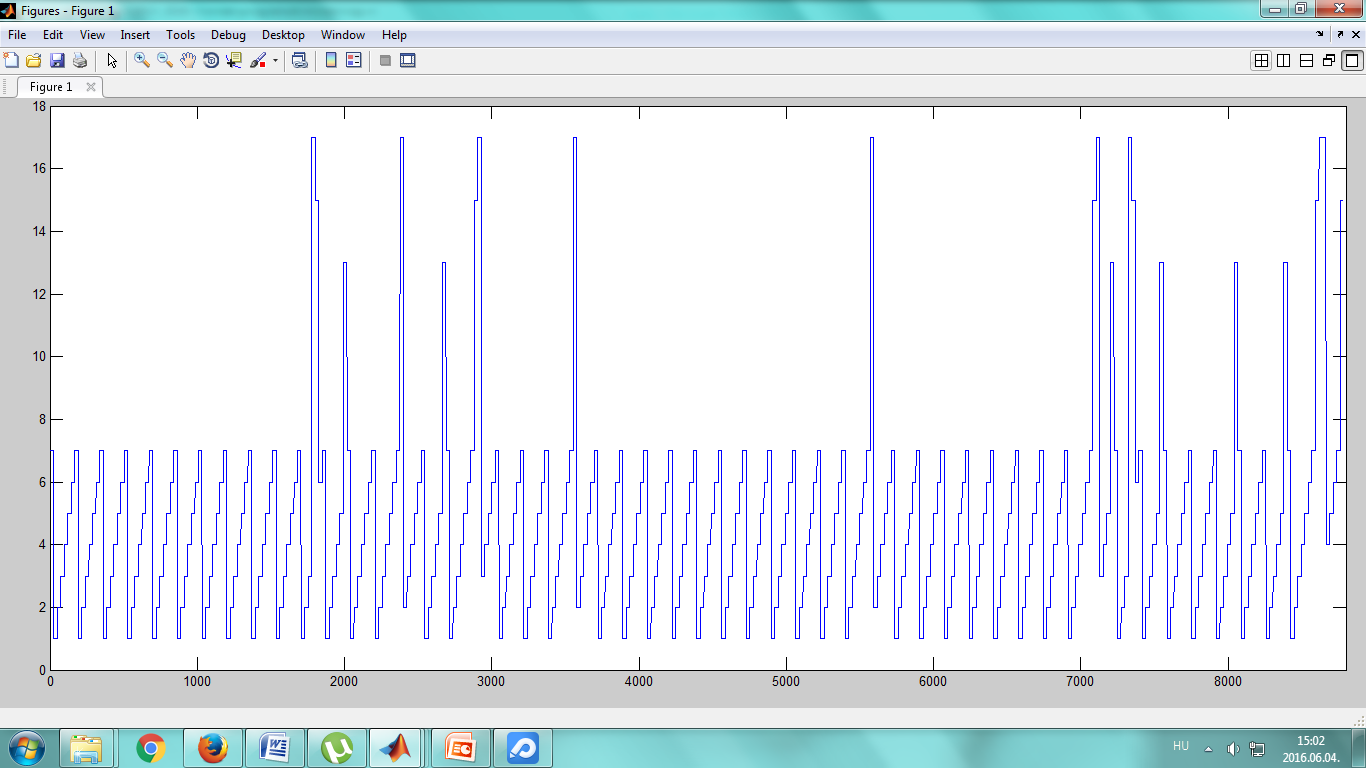 Figures - Figure 1
File Edit View Insert Tools Debug Desktop Window Help
Figure 1
18
16
14
12
10
8
6
4
2
0
0 1000 2000 3000 4000 5000 6000 7000 8000
HU 15:02
2016.06.04.